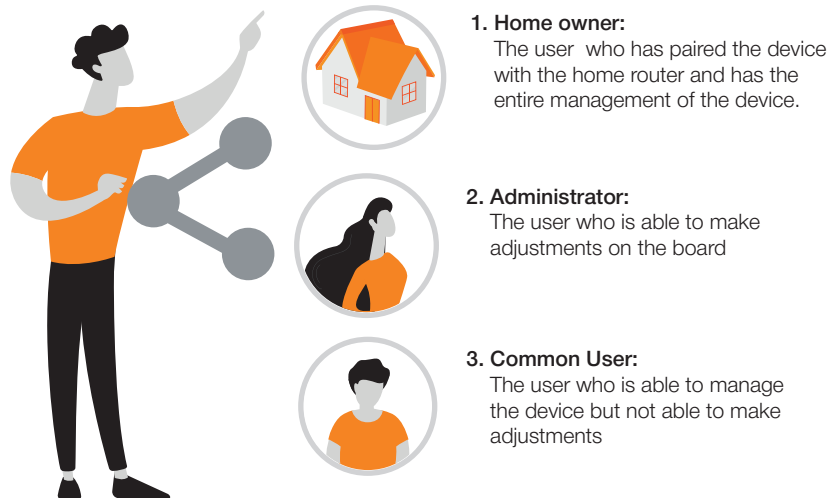 1. Home owner:
The user who has paired the device
with the home router and has the
entire management of the device.
2. Administrator:
The user who is able to make
adjustments on the board
3. Common User:
The user who is able to manage
the device but not able to make
adjustments